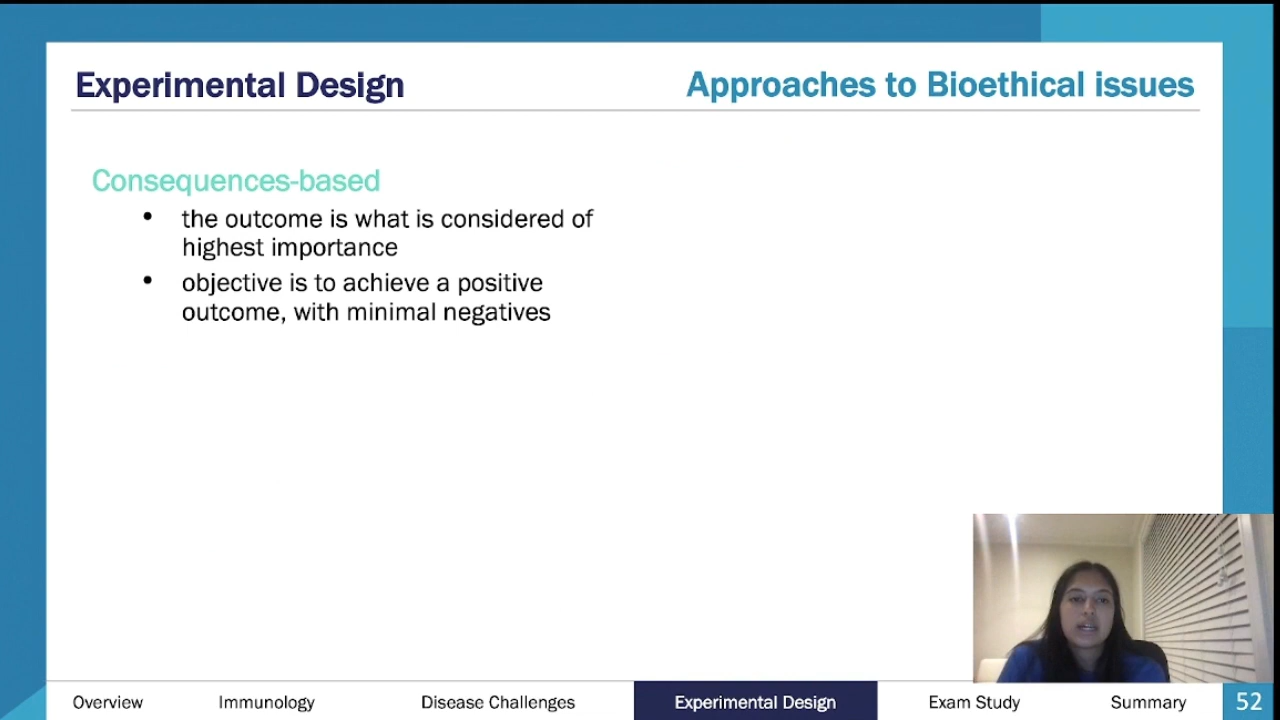 Experimental Design
Approaches to Bioethical issues
Consequences-based
• the outcome is what is considered of
highest importance
• objective is to achieve a positive
outcome, with minimal negatives
Overview
Immunology
Disease Challenges
Experimental Design
Exam Study
Summary
52